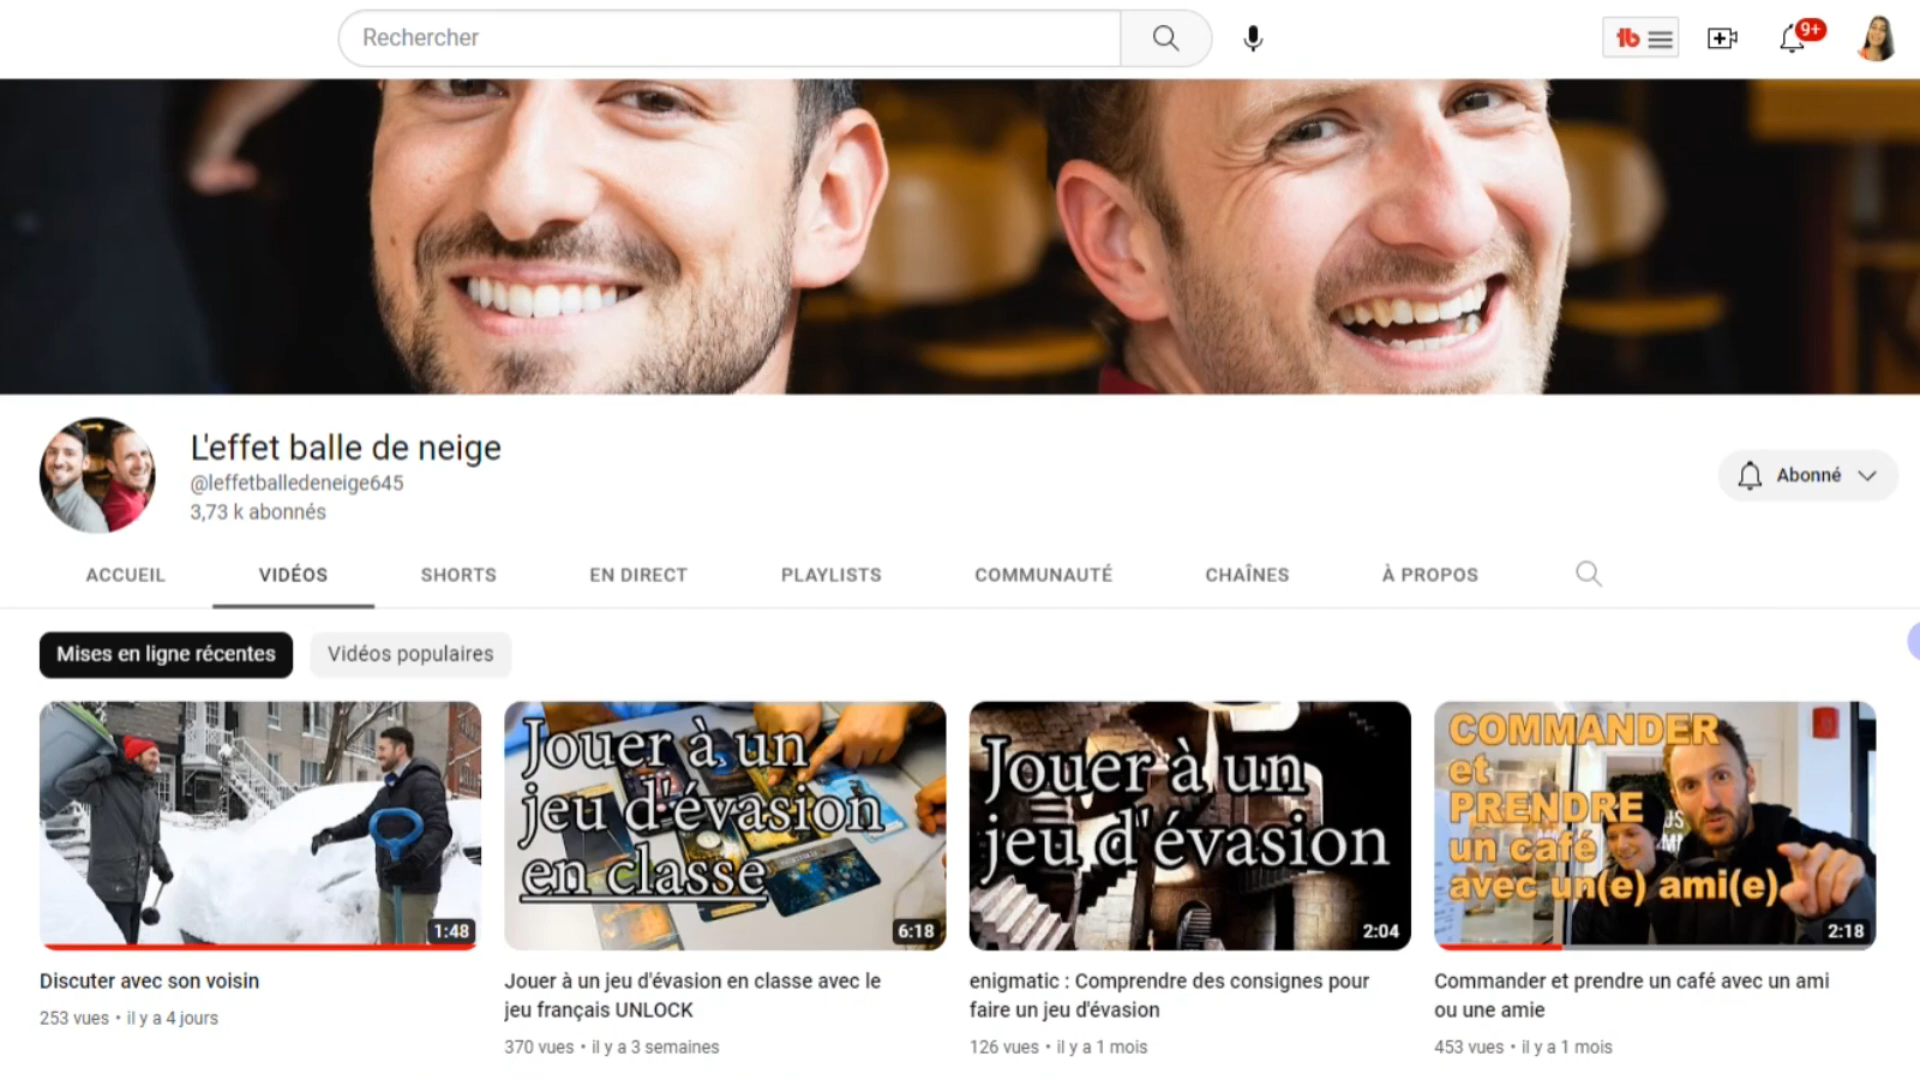 Rechercher
9+
L'effet balle de neige
@leffetballedeneige645
3,73 k abonnés
Abonné
ACCUEIL
VIDÉOS
SHORTS
EN DIRECT
PLAYLISTS
COMMUNAUTÉ
CHAÎNES
À PROPOS
Mises en ligne récentes
Vidéos populaires
1:48
Jouer à un
jeu d'évasion
en classe
6:18
Jouer à un
jeu d'évasion
2:04
COMMANDER
et
PRENDRE
un café
avec un(e) ami(e)
2:18
Discuter avec son voisin
253 vues • il y a 4 jours
Jouer à un jeu d'évasion en classe avec le
jeu français UNLOCK
370 vues • il y a 3 semaines
enigmatic : Comprendre des consignes pour
faire un jeu d'évasion
126 vues • il y a 1 mois
Commander et prendre un café avec un ami
ou une amie
453 vues • il y a 1 mois